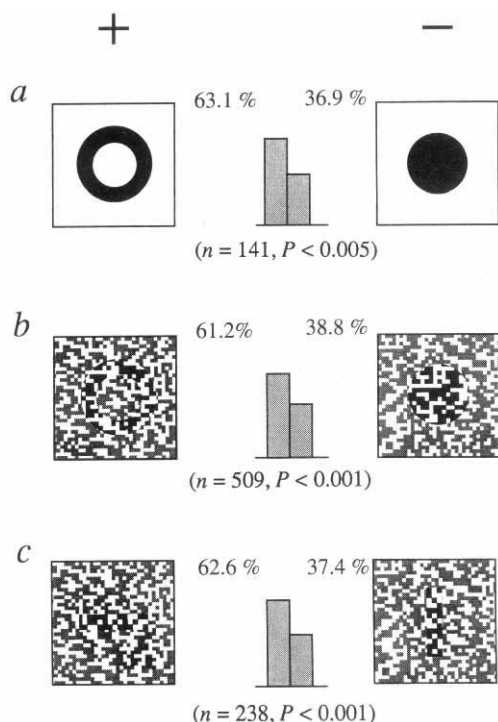 + −
a
63.1 % 36.9 %
(n = 141, P < 0.005)
b
61.2% 38.8 %
(n = 509, P < 0.001)
c
62.6 % 37.4 %
(n = 238, P < 0.001)